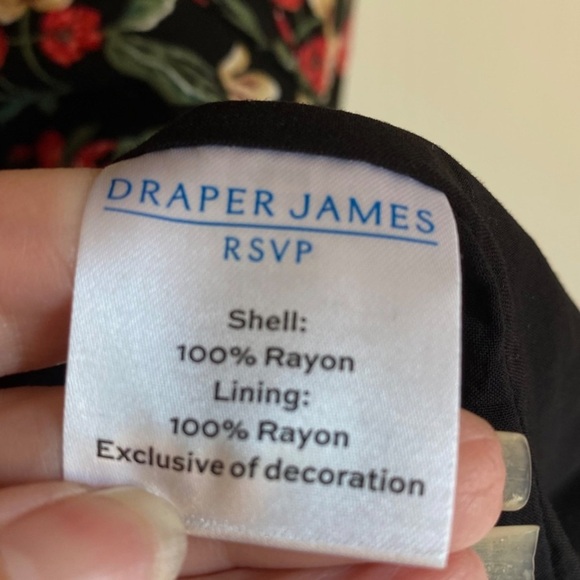 DRAPER JAMES
RSVP
Shell:
100% Rayon
Lining:
100% Rayon
Exclusive of decoration